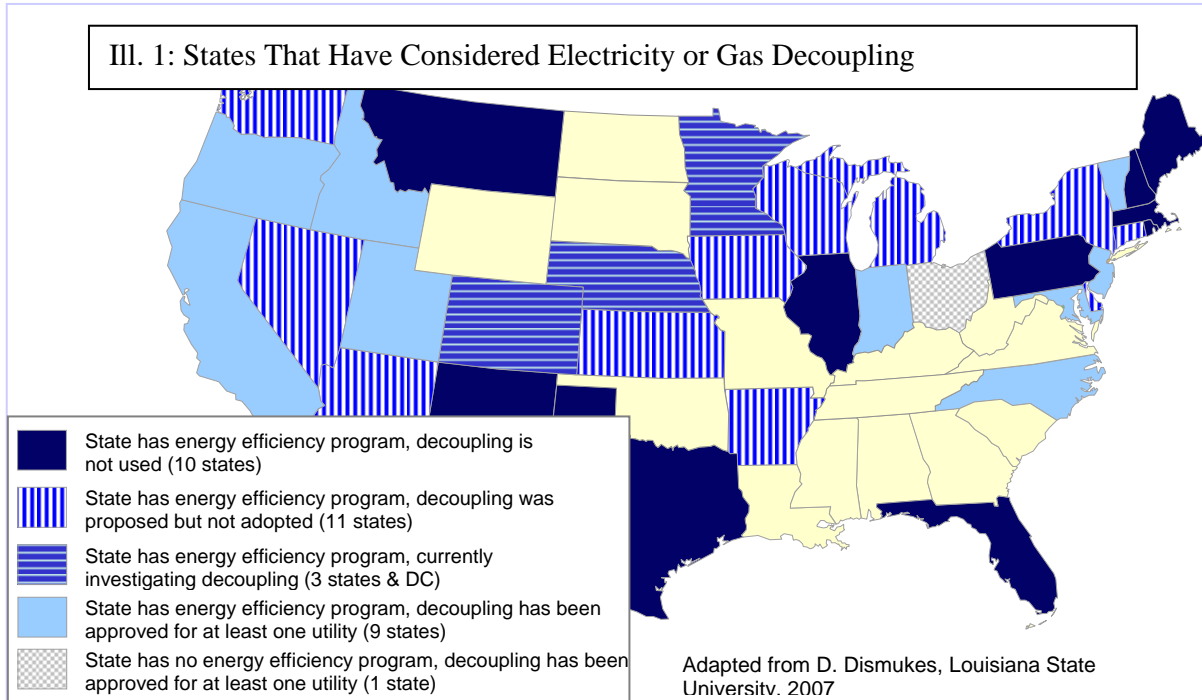 Ill. 1: States That Have Considered Electricity or Gas Decoupling
State has energy efficiency program, decoupling is
not used (10 states)
State has energy efficiency program, decoupling was
proposed but not adopted (11 states)
State has energy efficiency program, currently
investigating decoupling (3 states & DC)
State has energy efficiency program, decoupling has been
approved for at least one utility (9 states)
State has no energy efficiency program, decoupling has been
approved for at least one utility (1 state)
Adapted from D. Dismukes, Louisiana State
University, 2007